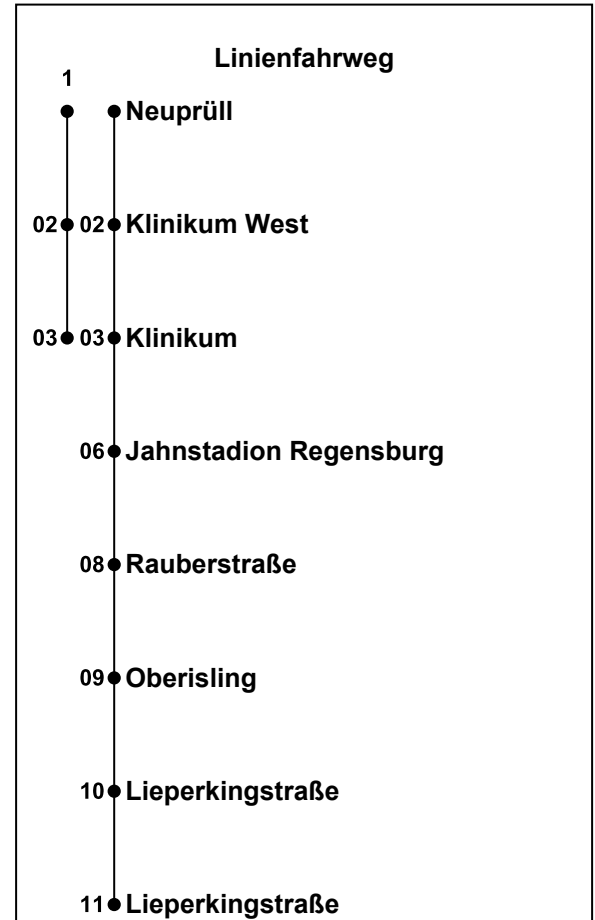 Linienfahrweg
1
Neuprüll
02 02 Klinikum West
03 03 Klinikum
06 Jahnstadion Regensburg
08 Rauberstraße
09 Oberisling
10 Lieperkingstraße
11 Lieperkingstraße